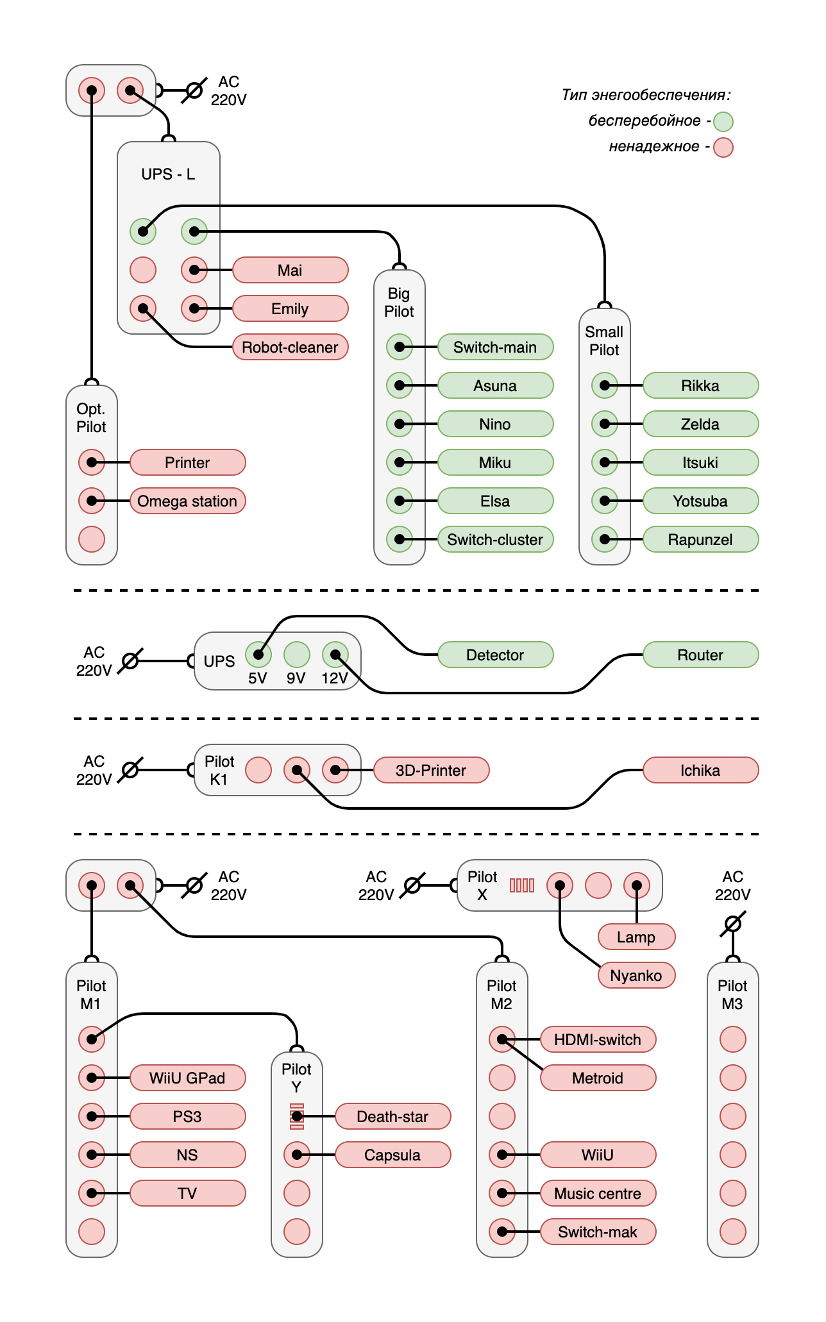 AC
220V
Тип энегообеспечения:
бесперебойное -
ненадежное -
UPS - L
Mai
Emily
Robot-cleaner
Big
Pilot
Small
Pilot
Switch-main
Asuna
Nino
Miku
Elsa
Switch-cluster
Rikka
Zelda
Itsuki
Yotsuba
Rapunzel
Opt.
Pilot
Printer
Omega station
AC
220V
UPS
5V
9V
12V
Detector
Router
AC
220V
Pilot
K1
3D-Printer
Ichika
AC
220V
AC
220V
Pilot
X
Lamp
Nyanko
AC
220V
Pilot
M1
WiiU GPad
PS3
NS
TV
Pilot
Y
Death-star
Capsula
Pilot
M2
HDMI-switch
Metroid
WiiU
Music centre
Switch-mak
Pilot
M3